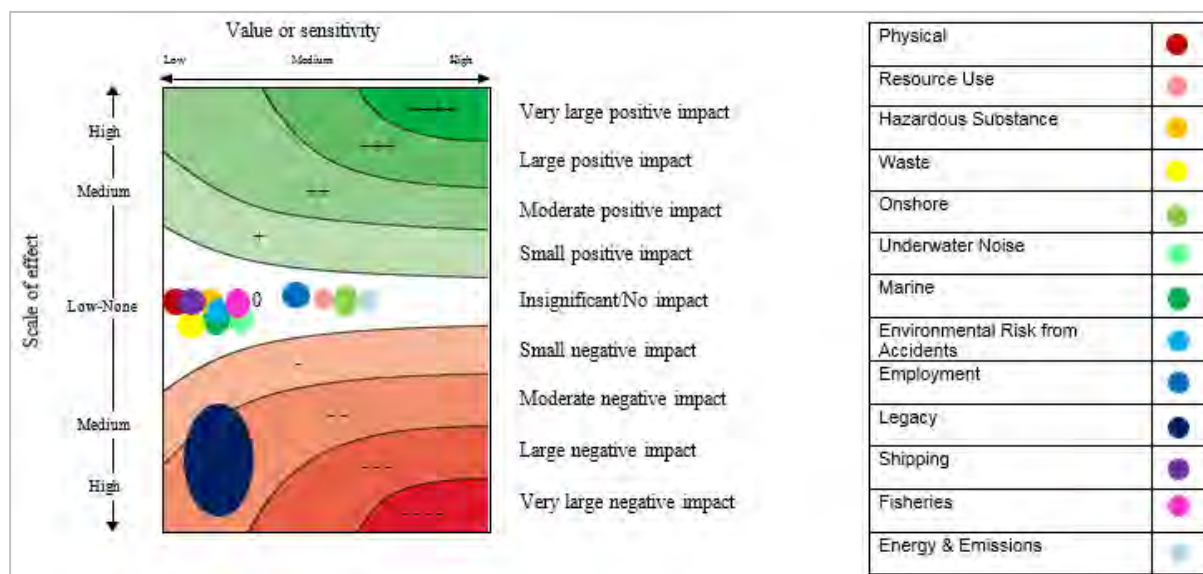 Value or sensitivity
Low
Medium
High
Scale of effect
High
Medium
Low-None
Medium
High
++++
+++
++
+
0
-
- -
- - -
- - - -
Very large positive impact
Large positive impact
Moderate positive impact
Small positive impact
Insignificant/No impact
Small negative impact
Moderate negative impact
Large negative impact
Very large negative impact
Physical
Resource Use
Hazardous Substance
Waste
Onshore
Underwater Noise
Marine
Environmental Risk from
Accidents
Employment
Legacy
Shipping
Fisheries
Energy & Emissions